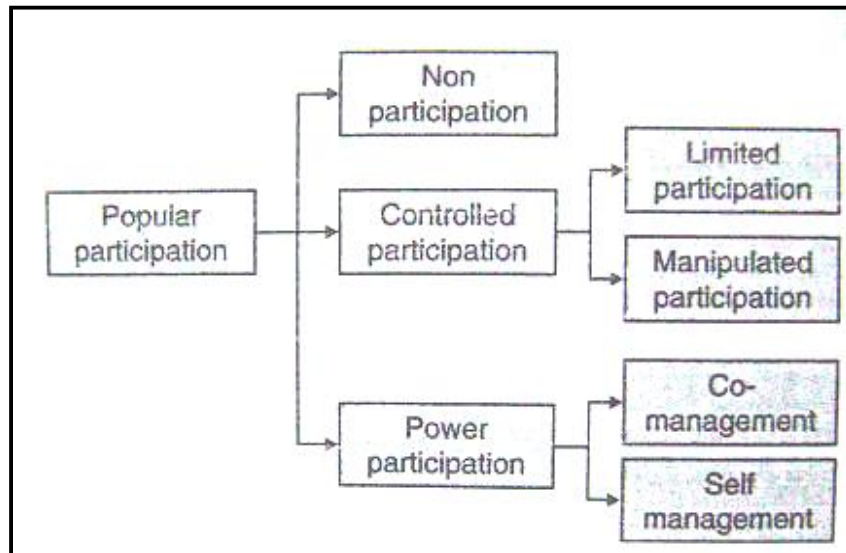 Non
participation
Limited
participation
Popular
participation
Controlled
participation
Manipulated
participation
Power
participation
Co-
management
Self
management